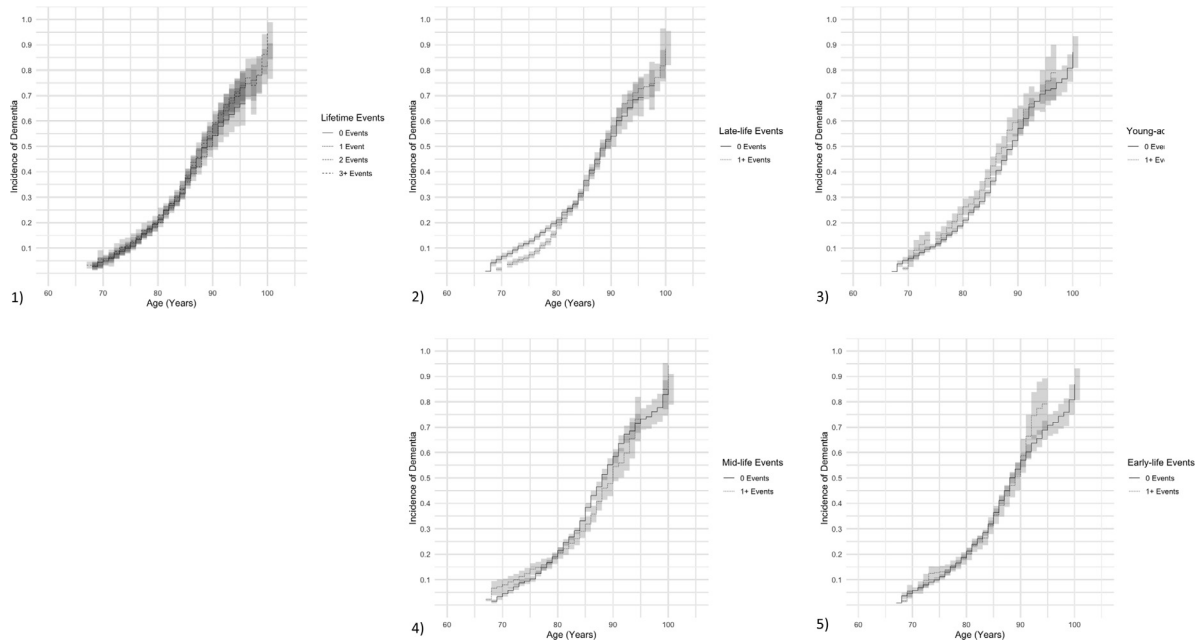 1.0
0.9
0.8
0.7
0.6
0.5
0.4
0.3
0.2
0.1
Incidence of Dementia
60 70 80 90 100
Age (Years)
Lifetime Events
0 Events
1 Event
2 Events
3+ Events
1)
1.0
0.9
0.8
0.7
0.6
0.5
0.4
0.3
0.2
0.1
Incidence of Dementia
60 70 80 90 100
Age (Years)
Late-life Events
0 Events
1+ Events
2)
1.0
0.9
0.8
0.7
0.6
0.5
0.4
0.3
0.2
0.1
Incidence of Dementia
60 70 80 90 100
Age (Years)
Young-ad
0 Eve
1+ Ev
3)
1.0
0.9
0.8
0.7
0.6
0.5
0.4
0.3
0.2
0.1
Incidence of Dementia
60 70 80 90 100
Age (Years)
Mid-life Events
0 Events
1+ Events
4)
1.0
0.9
0.8
0.7
0.6
0.5
0.4
0.3
0.2
0.1
Incidence of Dementia
60 70 80 90 100
Age (Years)
Early-life Events
0 Events
1+ Events
5)